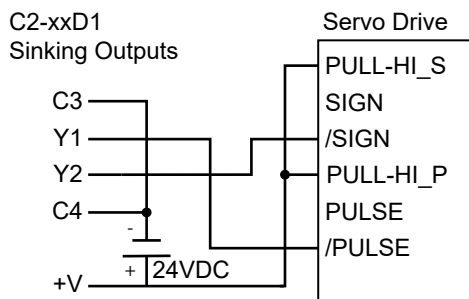 C2-xxD1
Sinking Outputs
Servo Drive
C3
Y1
Y2
C4
+V
-
+
24VDC
PULL-HI_S
SIGN
/SIGN
PULL-HI_P
PULSE
/PULSE